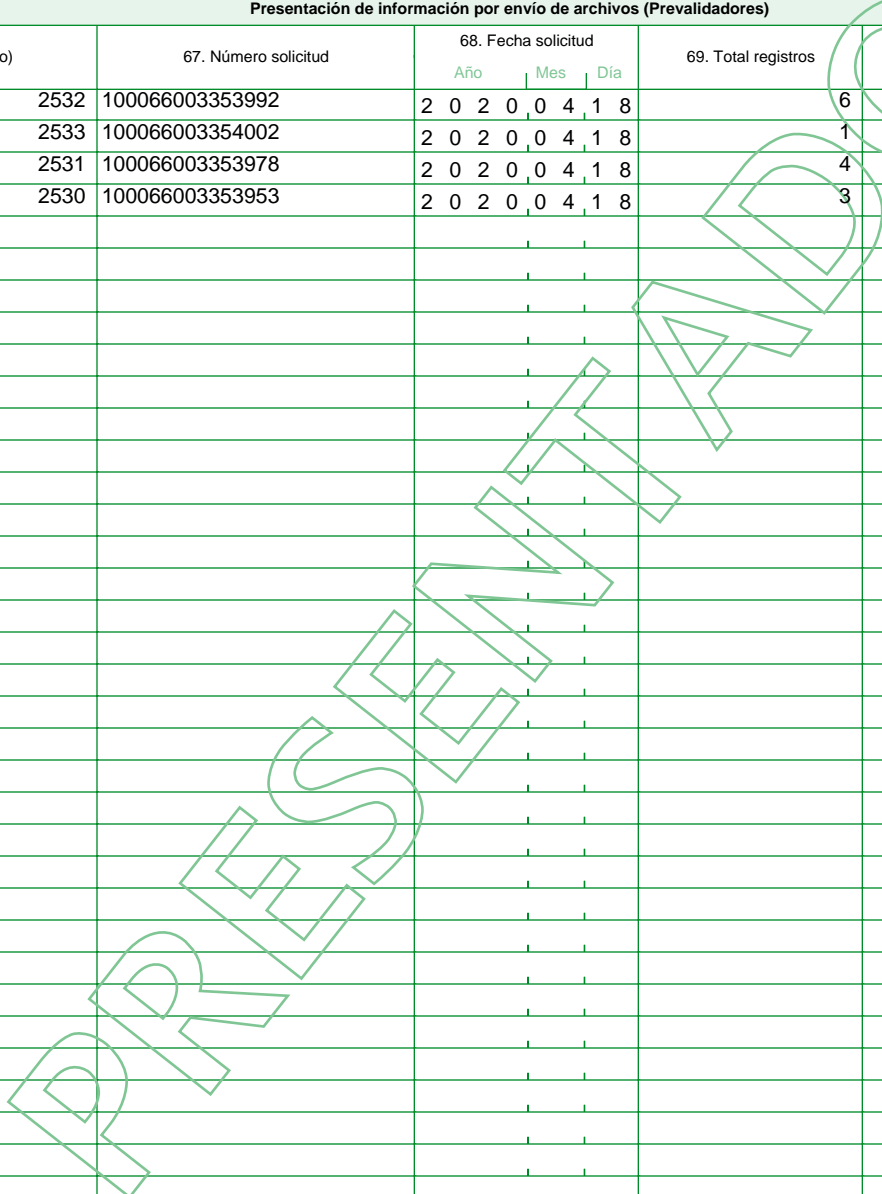 Presentación de información por envío de archivos (Prevalidadores)
o) 67. Número solicitud 68. Fecha solicitud 69. Total registros
Año Mes Día
2532 100066003353992 2 0 2 0 0 4 1 8 6
2533 100066003354002 2 0 2 0 0 4 1 8 1
2531 100066003353978 2 0 2 0 0 4 1 8 4
2530 100066003353953 2 0 2 0 0 4 1 8 3
PRESENTADO